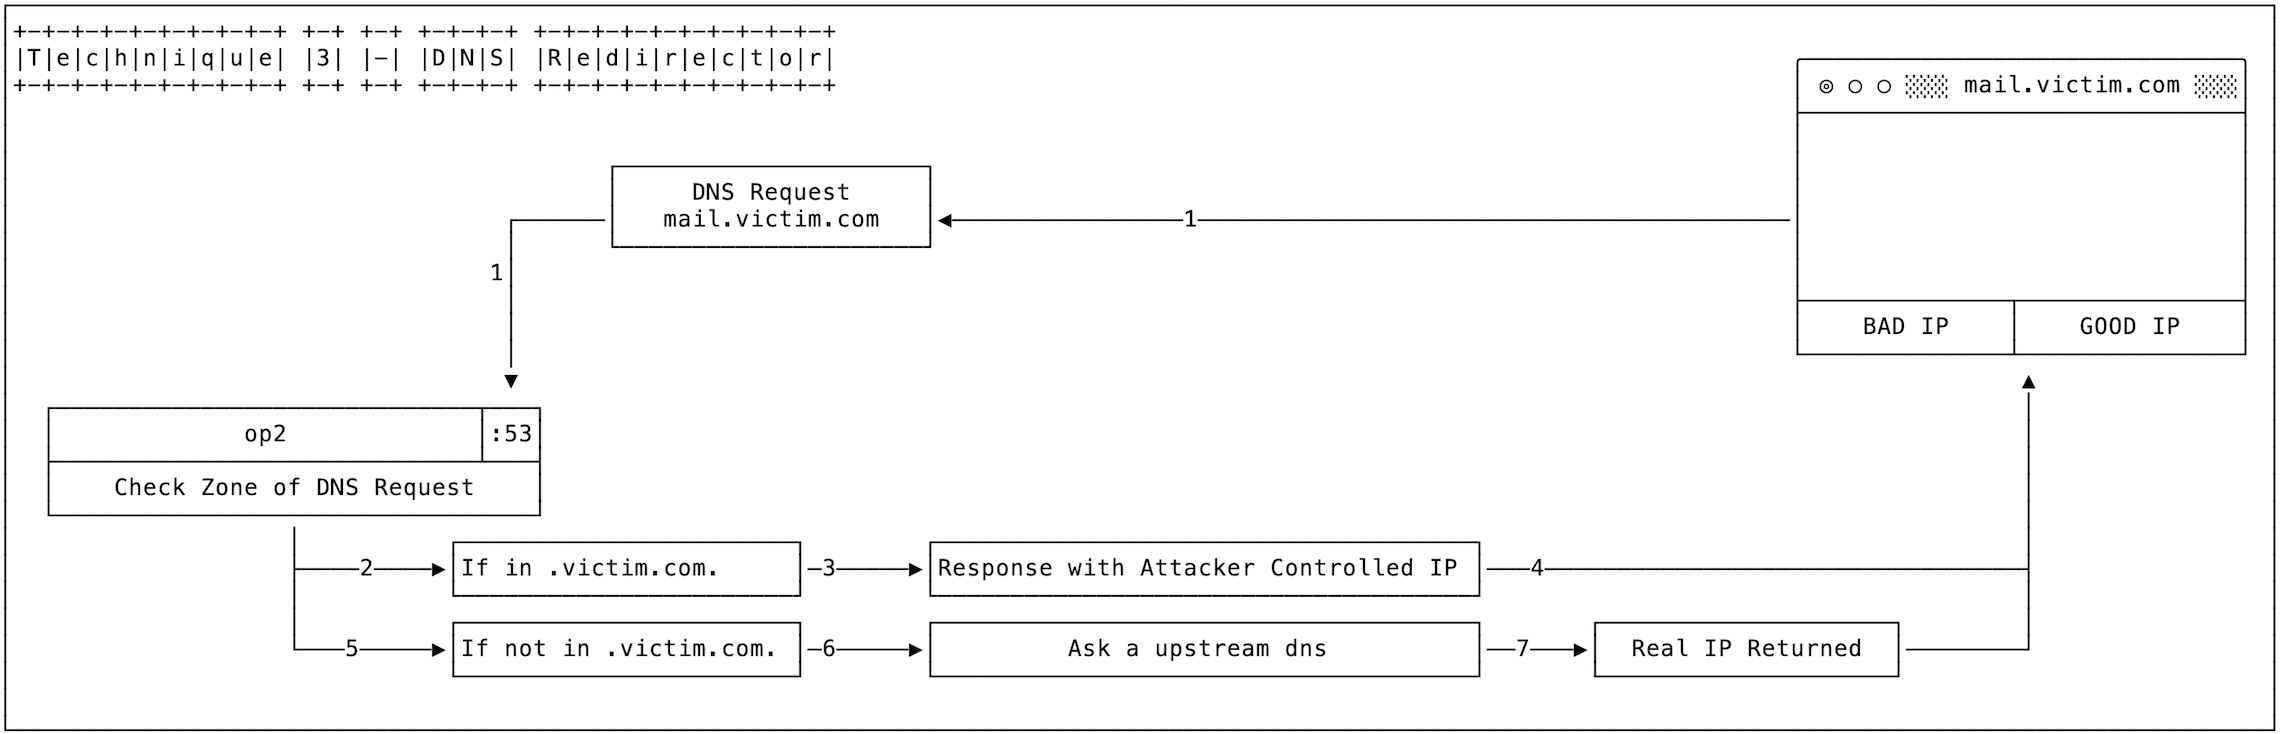 +-+-+-+-+-+-+-+-+-+ +-+ +-+ +-+-+-+ +-+-+-+-+-+-+-+-+-+-+
|T|e|c|h|n|i|q|u|e| |3| |-| |D|N|S| |R|e|d|i|r|e|c|t|o|r|
+-+-+-+-+-+-+-+-+-+ +-+ +-+ +-+-+-+ +-+-+-+-+-+-+-+-+-+-+
◎ ○ ○ ░░░ mail.victim.com ░░░
DNS Request
mail.victim.com
1
1
BAD IP
GOOD IP
op2
:53
Check Zone of DNS Request
2
If in .victim.com.
3
Response with Attacker Controlled IP
4
5
If not in .victim.com.
6
Ask a upstream dns
7
Real IP Returned